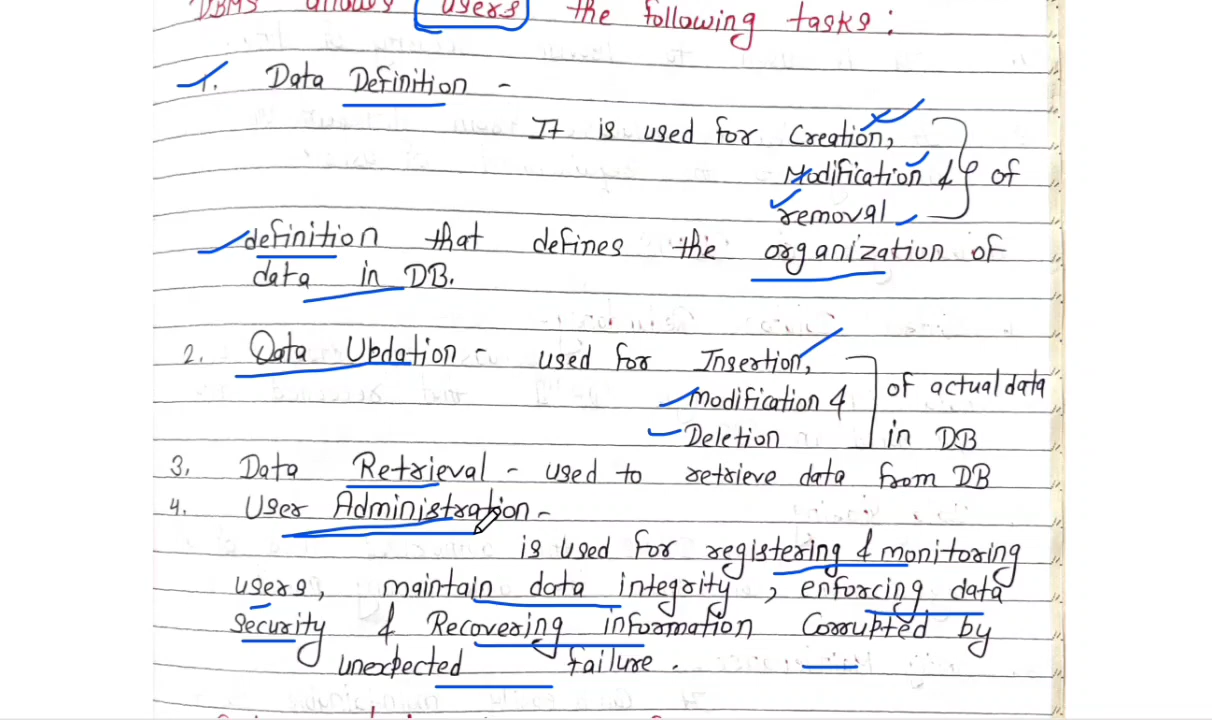 DBMS allows users the following tasks:
1. Data Definition -
It is used for Creation,
Modification & } of
removal
definition that defines the organization of
data in DB.
2. Data Updation - used for Insertion,
modification & of actual data
Deletion in DB
3. Data Retrieval - used to retrieve data from DB
4. User Administration -
is used for registering & monitoring
users, maintain data integrity, enforcing data
security & Recovering information Corrupted by
unexpected failure.